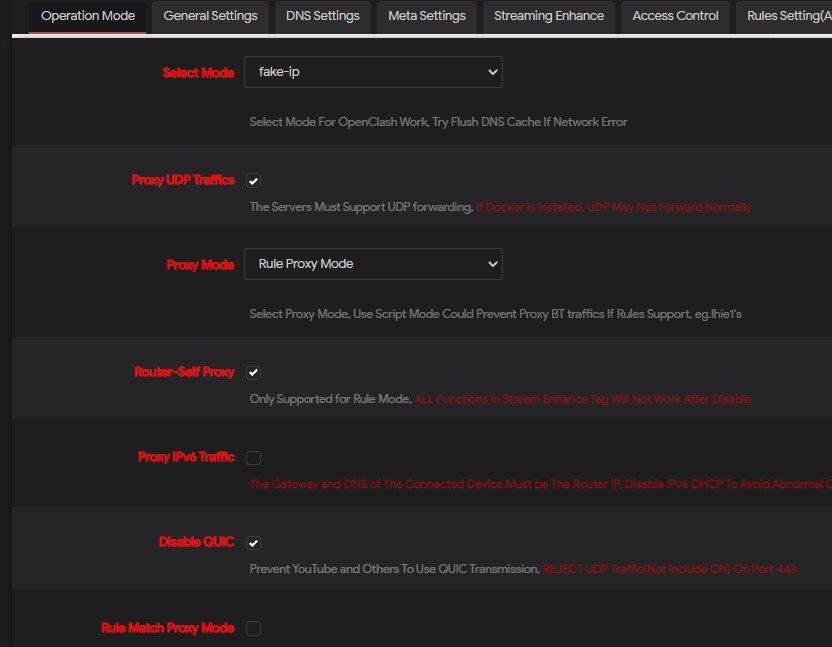 Operation Mode General Settings DNS Settings Meta Settings Streaming Enhance Access Control Rules Setting(A
Select Mode fake-ip
Select Mode For OpenClash Work, Try Flush DNS Cache If Network Error
Proxy UDP Traffics
The Servers Must Support UDP forwarding, If Docker is Installed, UDP May Not Forward Normally
Proxy Mode Rule Proxy Mode
Select Proxy Mode, Use Script Mode Could Prevent Proxy BT traffics If Rules Support, eg.lhie1's
Router-Self Proxy
Only Supported for Rule Mode, ALL Functions In Stream Enhance Tag Will Not Work After Disable
Proxy IPv6 Traffic
The Gateway and DNS of The Connected Device Must be The Router IP, Disable IPv6 DHCP To Avoid Abnormal C
Disable QUIC
Prevent YouTube and Others To Use QUIC Transmission, REJECT UDP Traffic(Not Include CN) On Port 443
Rule Match Proxy Mode